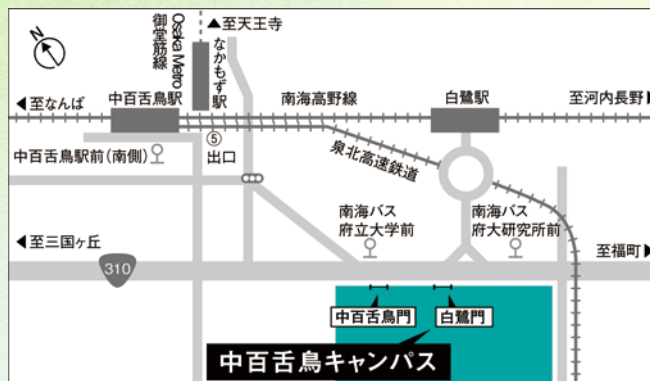 N
▲至天王寺
Osaka Metro
御堂筋線
なかもず駅
◀至なんば
中百舌鳥駅
南海高野線
白鷺駅
至河内長野▶
中百舌鳥駅前(南側)
⑤
出口
泉北高速鉄道
南海バス
府立大学前
南海バス
府大研究所前
◀至三国ヶ丘
至福町▶
310
中百舌鳥門
白鷺門
中百舌鳥キャンパス